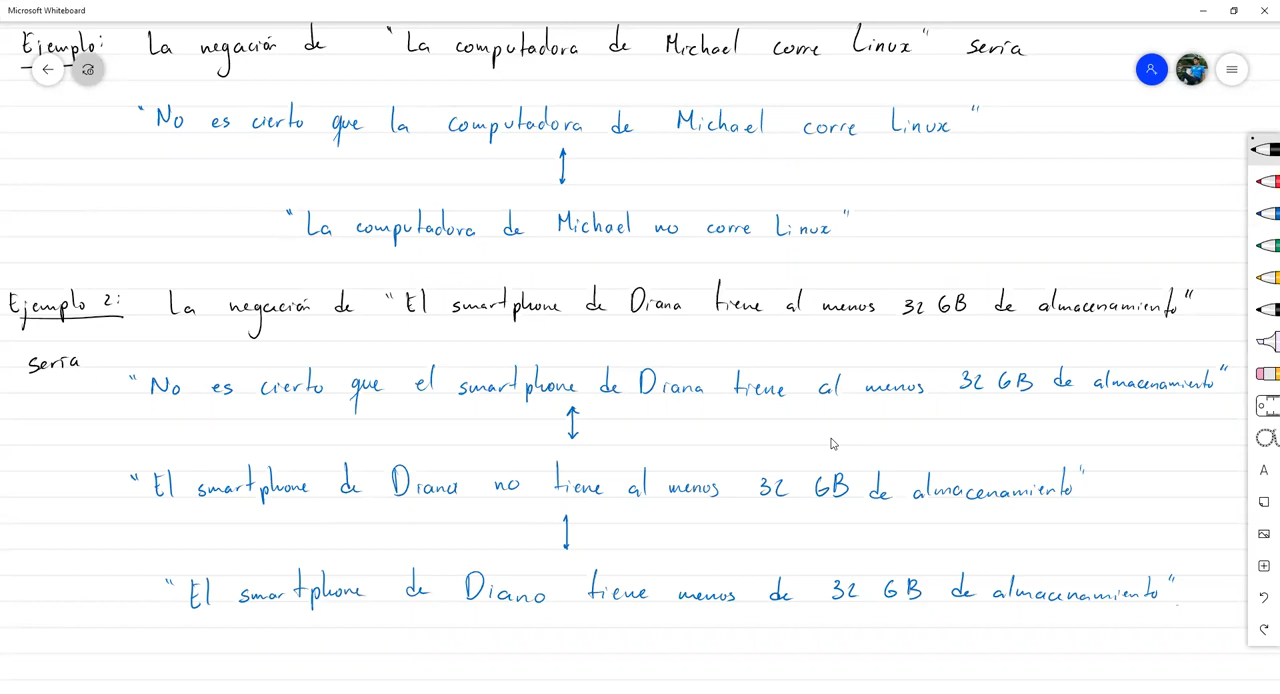 Microsoft Whiteboard
Ejemplo: La negación de "La computadora de Michael corre Linux" sería
"No es cierto que la computadora de Michael corre Linux"
"La computadora de Michael no corre Linux"
Ejemplo 2: La negación de "El smartphone de Diana tiene al menos 32 GB de almacenamiento"
sería
"No es cierto que el smartphone de Diana tiene al menos 32 GB de almacenamiento"
"El smartphone de Diana no tiene al menos 32 GB de almacenamiento"
"El smartphone de Diana tiene menos de 32 GB de almacenamiento".